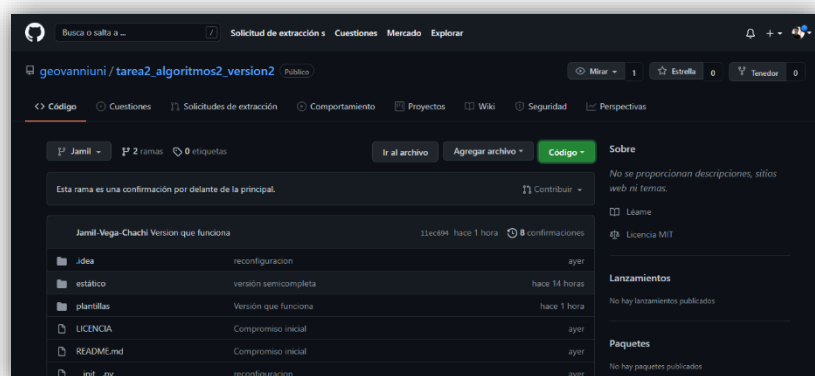 Busca o salta a ... / Solicitud de extracción s Cuestiones Mercado Explorar
geovanniuni / tarea2_algoritmos2_version2 Público Mirar 1 Estrella 0 Tenedor 0
Código Cuestiones Solicitudes de extracción Comportamiento Proyectos Wiki Seguridad Perspectivas
Jamil 2 ramas 0 etiquetas Ir al archivo Agregar archivo Código
Sobre
Esta rama es una confirmación por delante de la principal. Contribuir
No se proporcionan descripciones, sitios
web ni temas.
Léame
Licencia MIT
Jamil-Vega-Chachi Version que funciona 11ec694 hace 1 hora 8 confirmaciones
.idea reconfiguracion ayer
estático versión semicompleta hace 14 horas
plantillas Versión que funciona hace 1 hora
LICENCIA Compromiso inicial ayer
README.md Compromiso inicial ayer
__init__.py reconfiguracion ayer
Lanzamientos
No hay lanzamientos publicados
Paquetes
No hay paquetes publicados